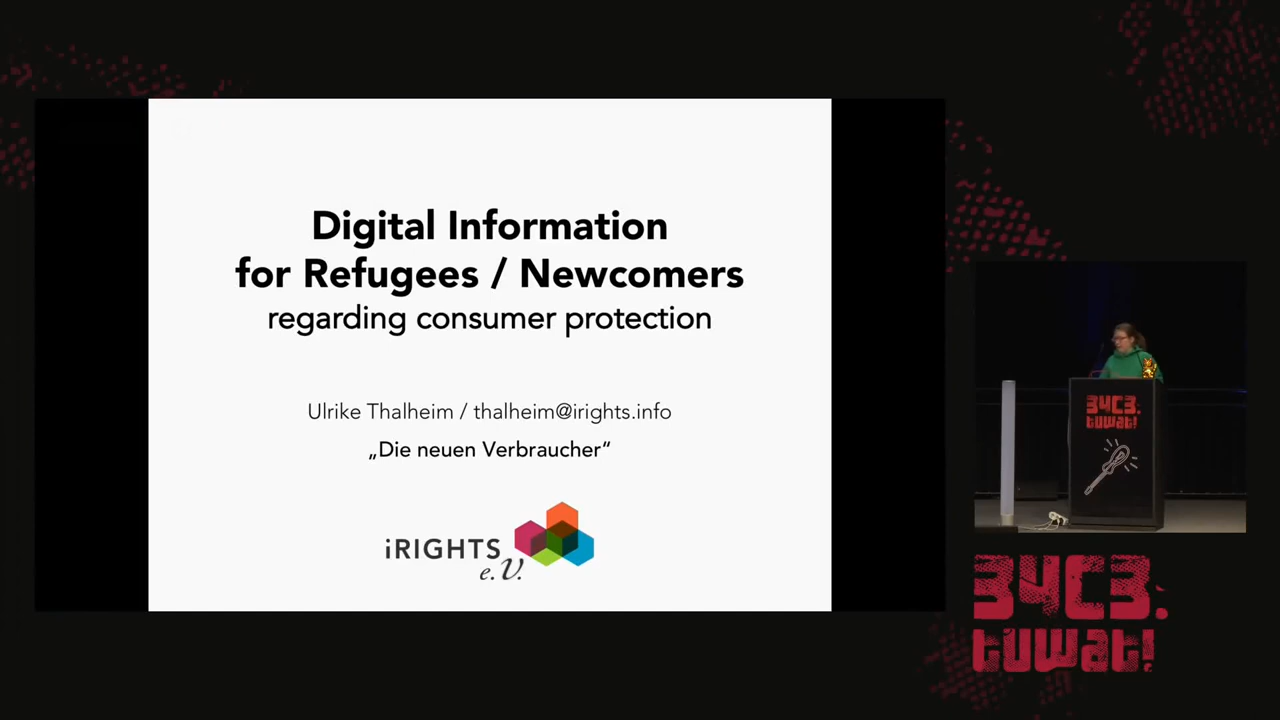 Digital Information
for Refugees / Newcomers
regarding consumer protection
Ulrike Thalheim / thalheim@irights.info
„Die neuen Verbraucher“
iRIGHTS
e.V.
34C3.
tuwat!
34C3.
tuwat!